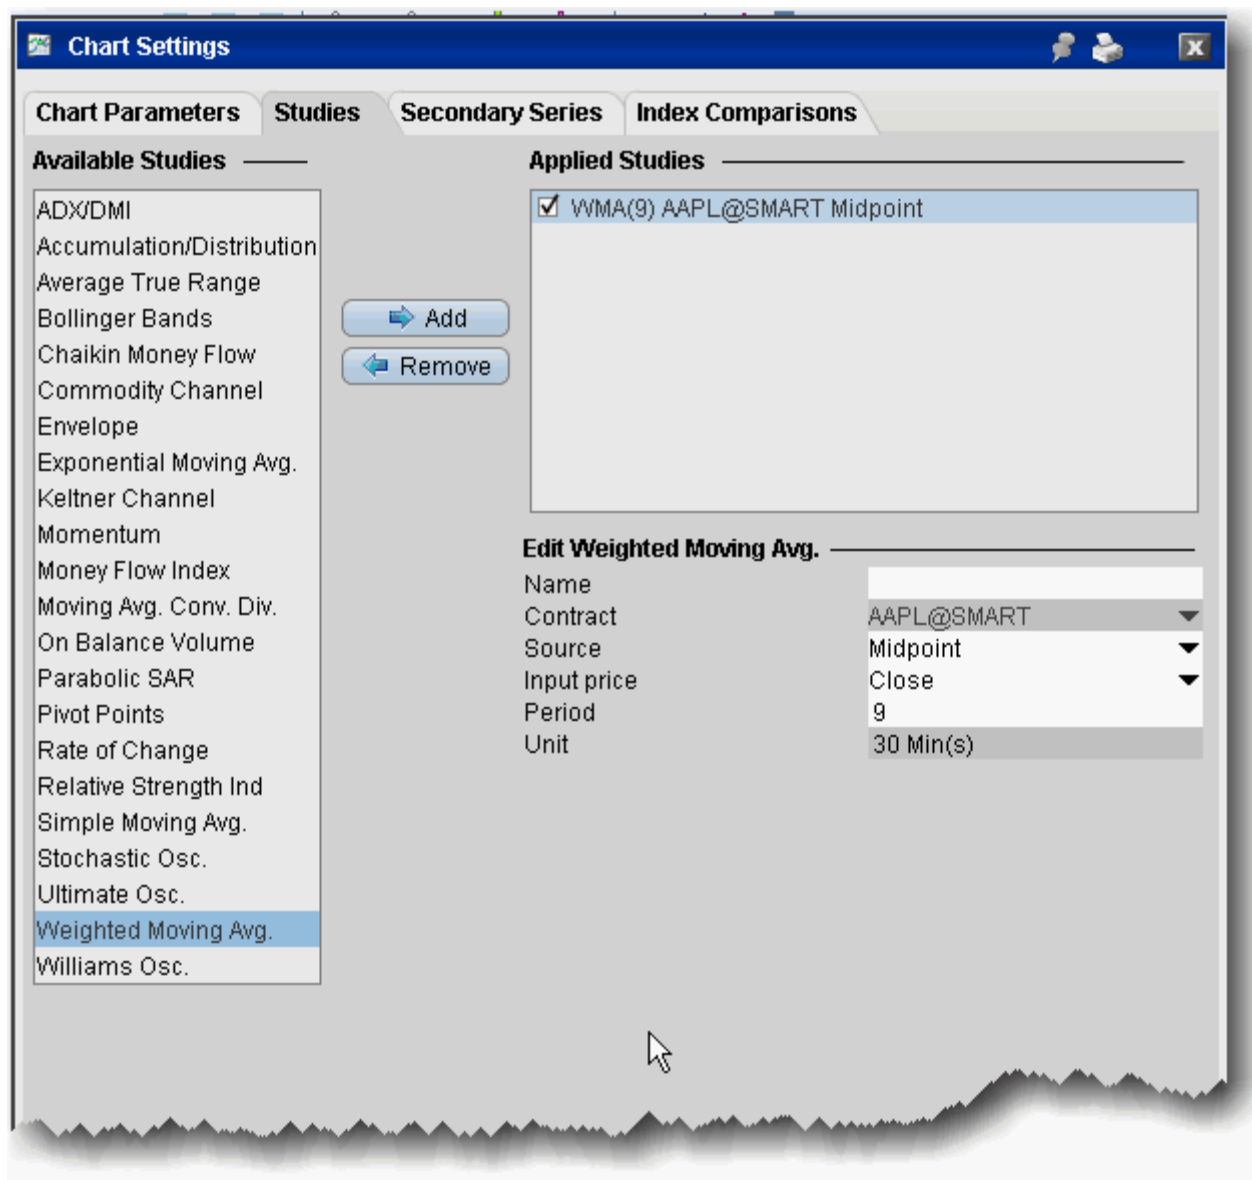 Chart Settings
Chart Parameters Studies Secondary Series Index Comparisons
Available Studies
ADX/DMI
Accumulation/Distribution
Average True Range
Bollinger Bands
Chaikin Money Flow
Commodity Channel
Envelope
Exponential Moving Avg.
Keltner Channel
Momentum
Money Flow Index
Moving Avg. Conv. Div.
On Balance Volume
Parabolic SAR
Pivot Points
Rate of Change
Relative Strength Ind
Simple Moving Avg.
Stochastic Osc.
Ultimate Osc.
Weighted Moving Avg.
Williams Osc.
Add
Remove
Applied Studies
WMA(9) AAPL@SMART Midpoint
Edit Weighted Moving Avg.
Name
Contract AAPL@SMART
Source Midpoint
Input price Close
Period 9
Unit 30 Min(s)